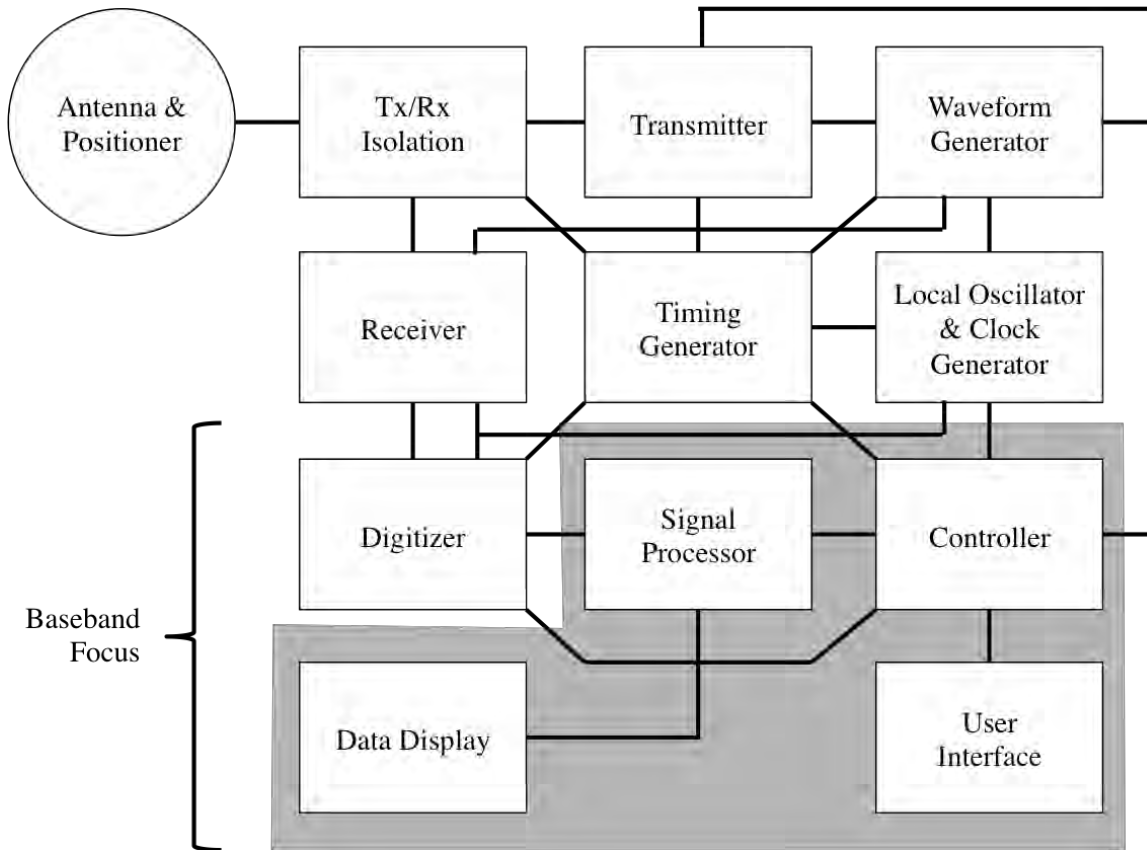 Antenna &
Positioner
Tx/Rx
Isolation
Transmitter
Waveform
Generator
Receiver
Timing
Generator
Local Oscillator
& Clock
Generator
Baseband
Focus
Digitizer
Signal
Processor
Controller
Data Display
User
Interface